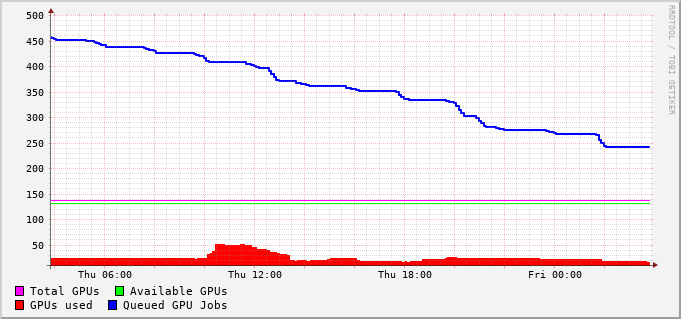 500
450
400
350
300
250
200
150
100
50
Thu 06:00 Thu 12:00 Thu 18:00 Fri 00:00
Total GPUs Available GPUs
GPUs used Queued GPU Jobs
RRDTOOL / TOBI OETIKER